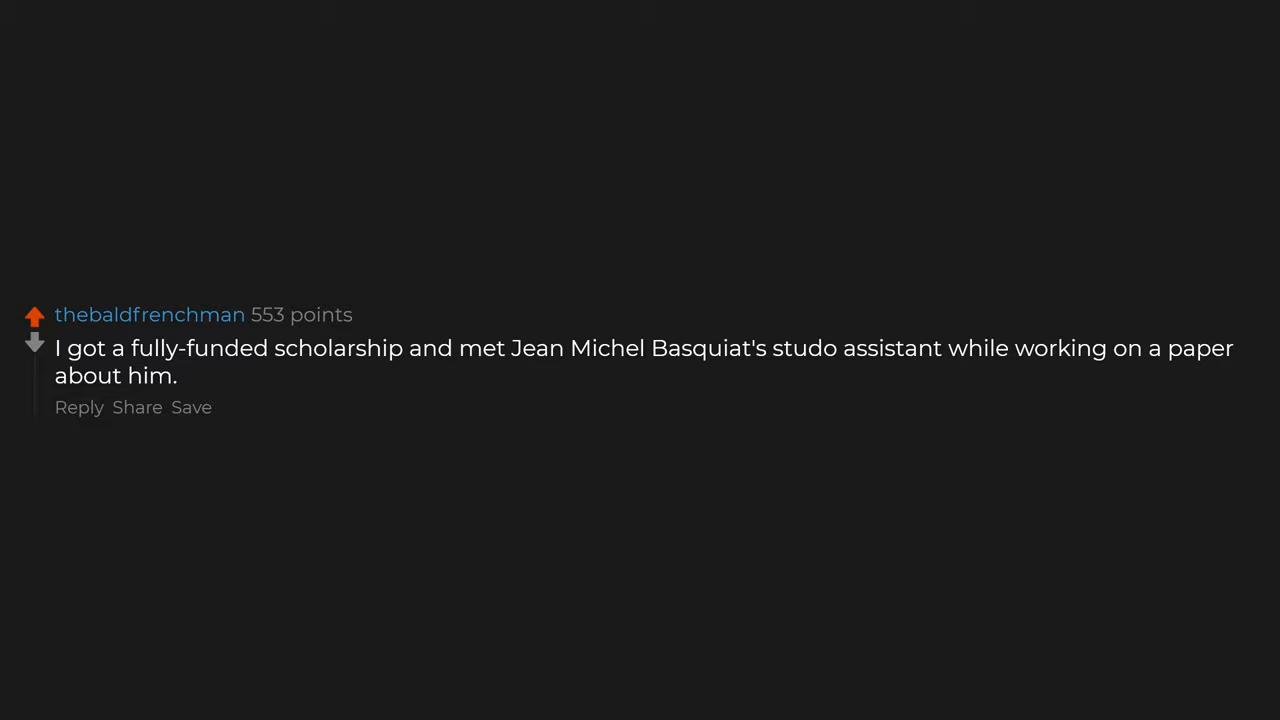 thebaldfrenchman 553 points
I got a fully-funded scholarship and met Jean Michel Basquiat's studo assistant while working on a paper
about him.
Reply Share Save